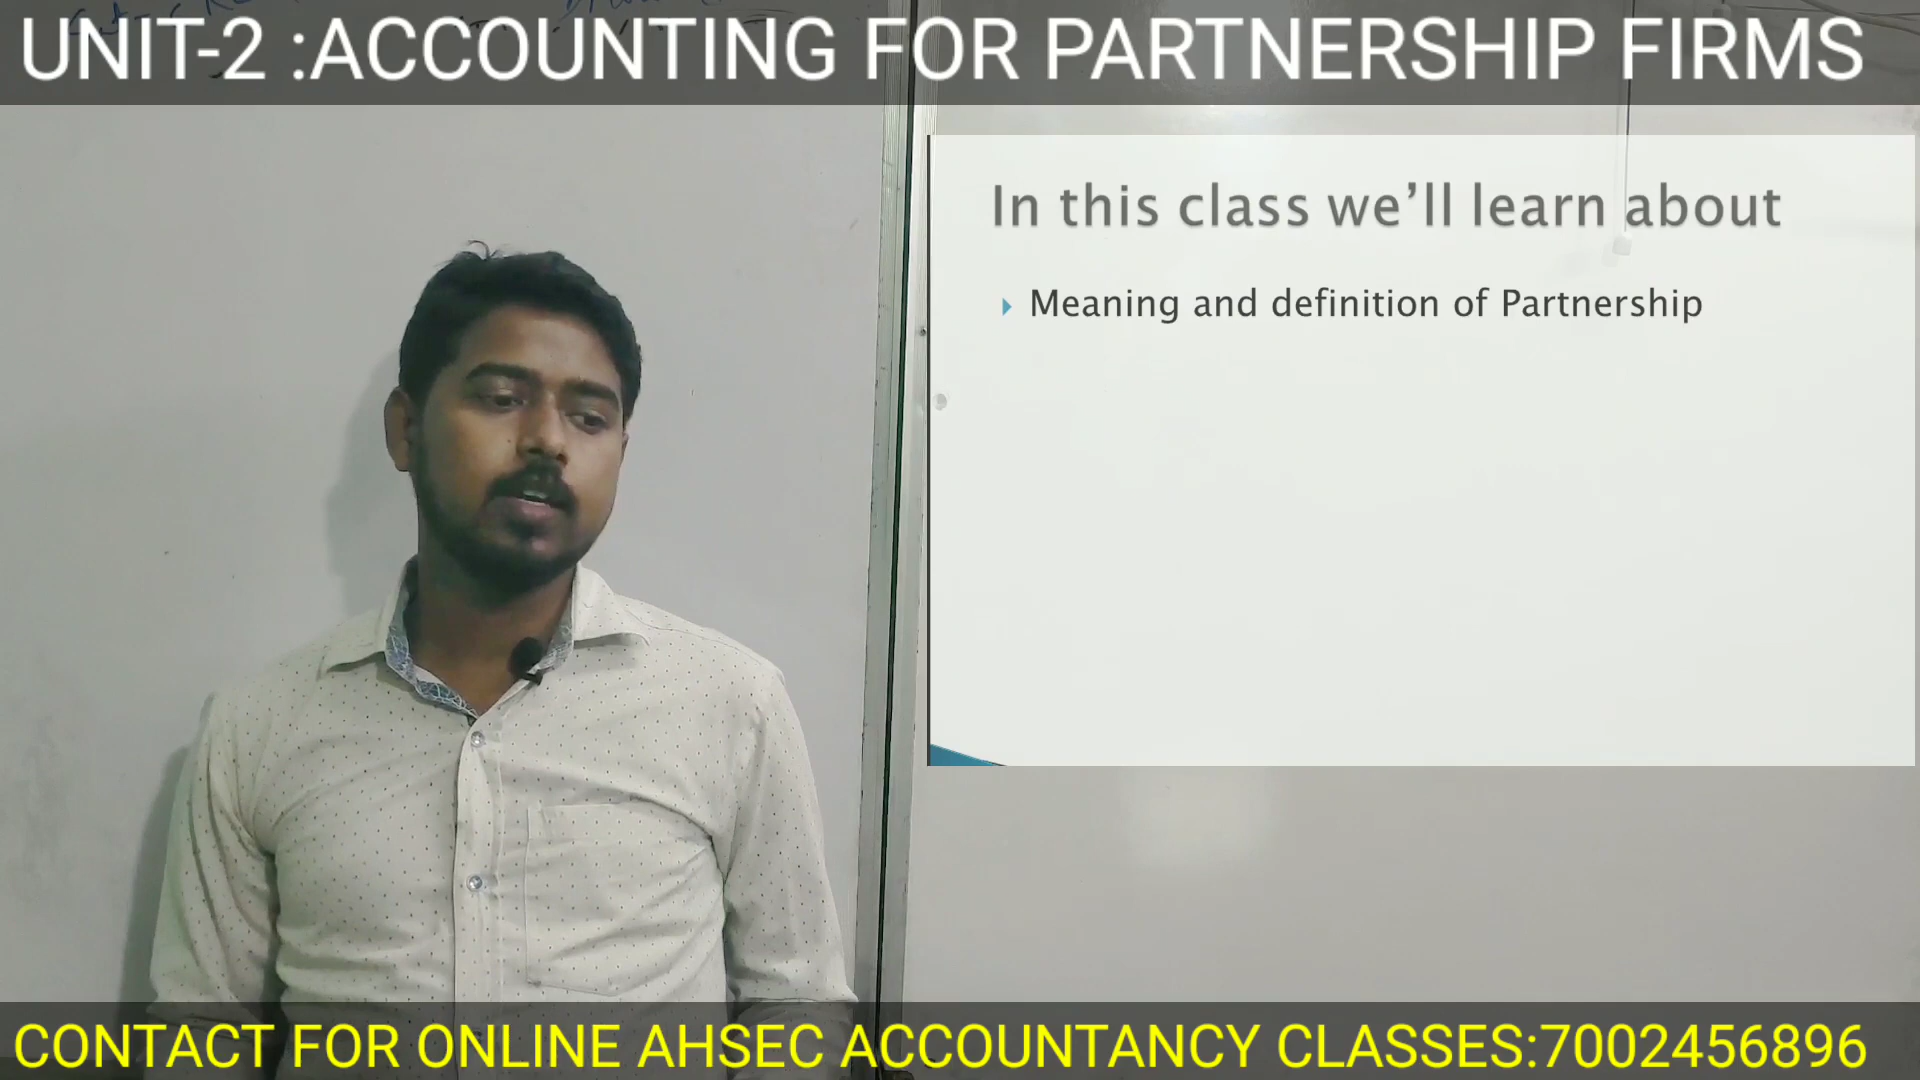 UNIT-2 :ACCOUNTING FOR PARTNERSHIP FIRMS
In this class we'll learn about
Meaning and definition of Partnership
CONTACT FOR ONLINE AHSEC ACCOUNTANCY CLASSES:7002456896